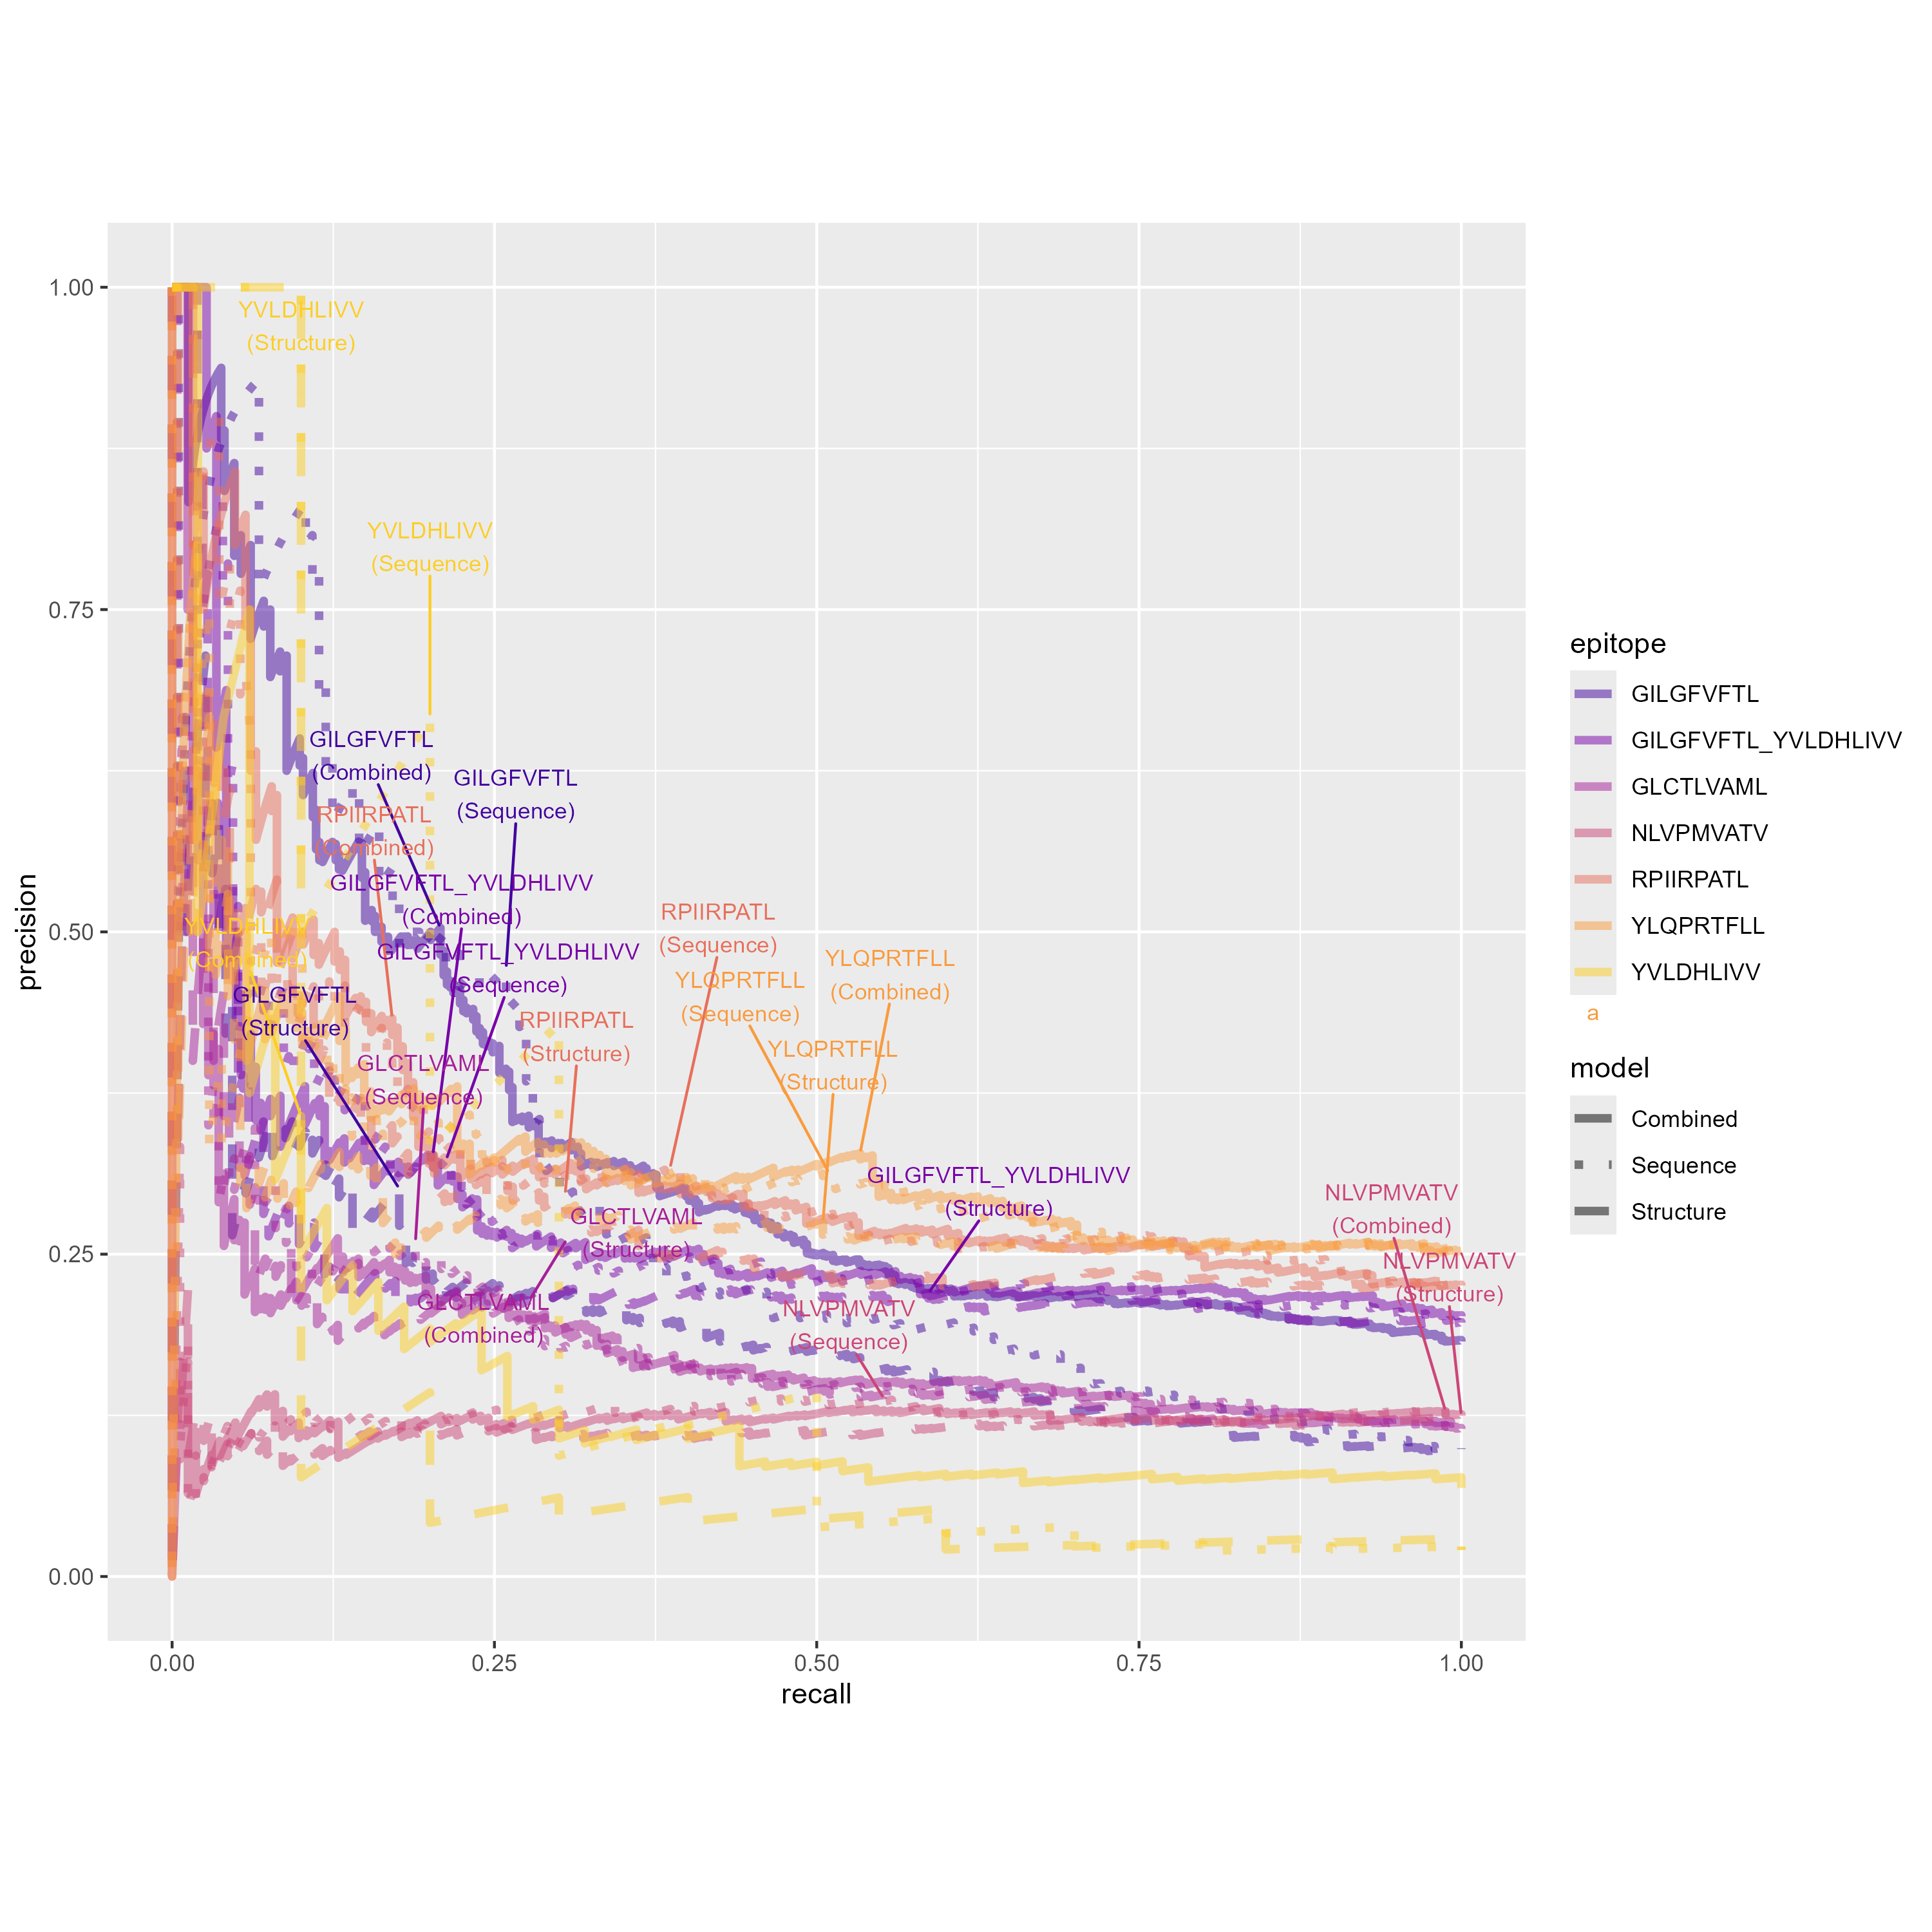 1.00
0.75
0.50
0.25
0.00
precision
YVLDHLIVV
(Structure)
YVLDHLIVV
(Sequence)
GILGFVFTL
(Combined)
GILGFVFTL
(Sequence)
RPIIRPATL
(Combined)
GILGFVFTL_YVLDHLIVV
(Combined)
YVLDHLIVV
(Combined)
GILGFVFTL_YVLDHLIVV
(Sequence)
RPIIRPATL
(Sequence)
YLQPRTFLL
(Combined)
YLQPRTFLL
(Sequence)
GILGFVFTL
(Structure)
RPIIRPATL
(Structure)
YLQPRTFLL
(Structure)
GLCTLVAML
(Sequence)
GILGFVFTL_YVLDHLIVV
(Structure)
NLVPMVATV
(Combined)
GLCTLVAML
(Structure)
NLVPMVATV
(Structure)
GLCTLVAML
(Combined)
NLVPMVATV
(Sequence)
0.00
0.25
0.50
0.75
1.00
recall
epitope
GILGFVFTL
GILGFVFTL_YVLDHLIVV
GLCTLVAML
NLVPMVATV
RPIIRPATL
YLQPRTFLL
YVLDHLIVV
a
model
Combined
Sequence
Structure